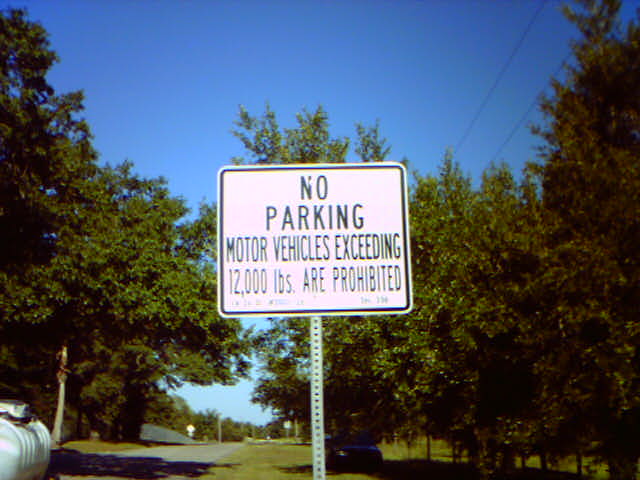 NO
PARKING
MOTOR VEHICLES EXCEEDING
12,000 lbs. ARE PROHIBITED